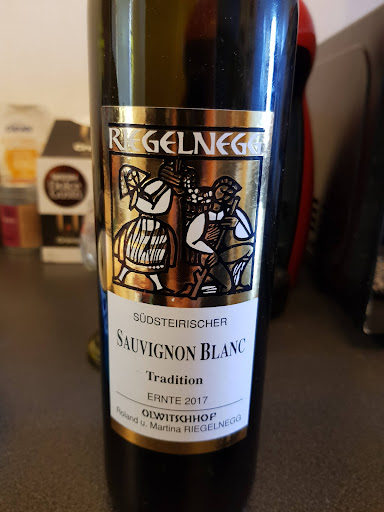 RIEGELNEGG
SÜDSTEIRISCHER
SAUVIGNON BLANC
Tradition
ERNTE 2017
OLWITSCHHOF
Roland u. Martina RIEGELNEGG